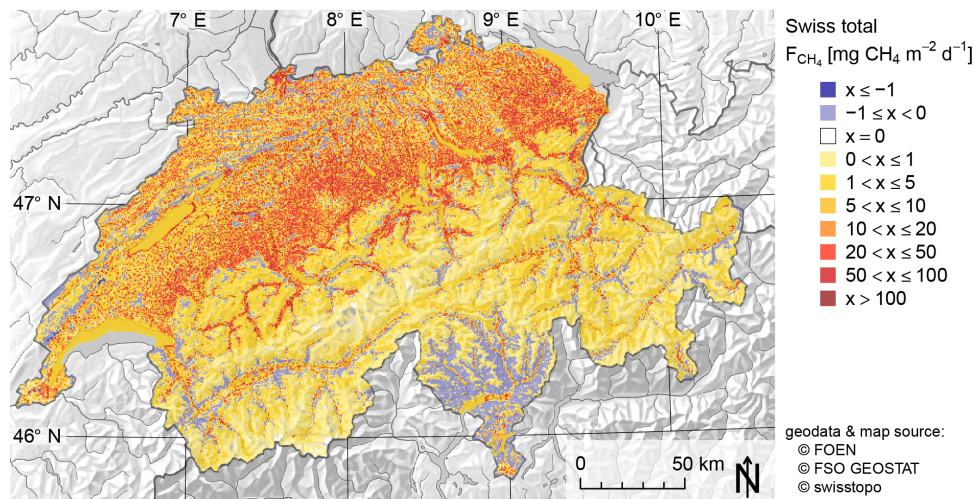 7° E
8° E
9° E
10° E
47° N
46° N
0
50 km
N
Swiss total
F_CH₄ [mg CH₄ m⁻² d⁻¹]
x ≤ −1
−1 ≤ x < 0
x = 0
0 < x ≤ 1
1 < x ≤ 5
5 < x ≤ 10
10 < x ≤ 20
20 < x ≤ 50
50 < x ≤ 100
x > 100
geodata & map source:
© FOEN
© FSO GEOSTAT
© swisstopo